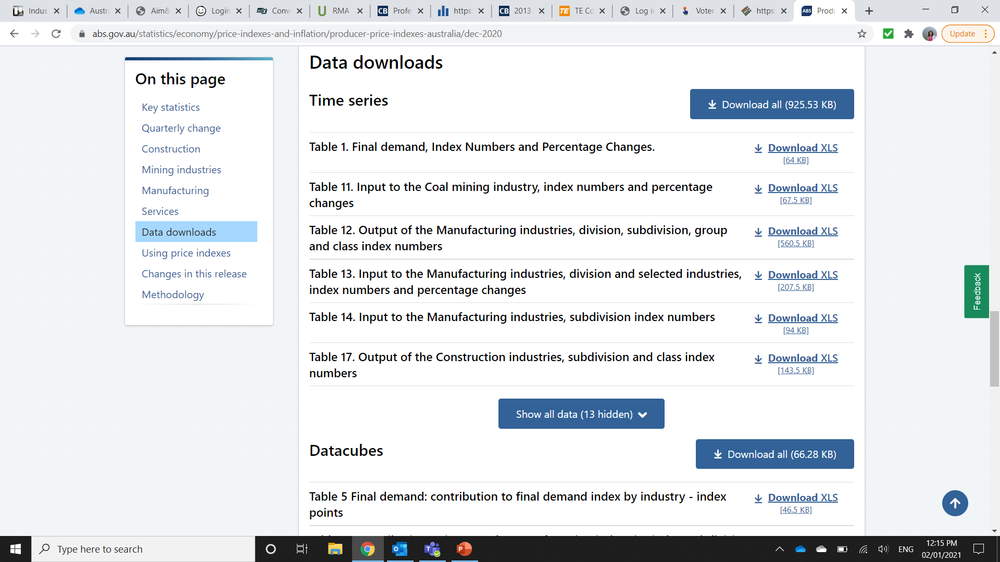 Indus
Austr
Aim&
Login
edX
Conv
RMA
CB
Profe
https
CB
2013
TE
TE Co
Log i
Voter
https
ABS
Produ
abs.gov.au/statistics/economy/price-indexes-and-inflation/producer-price-indexes-australia/dec-2020
Update
On this page
Key statistics
Quarterly change
Construction
Mining industries
Manufacturing
Services
Data downloads
Using price indexes
Changes in this release
Methodology
Data downloads
Time series
Download all (925.53 KB)
Table 1. Final demand, Index Numbers and Percentage Changes.
Download XLS
[64 KB]
Table 11. Input to the Coal mining industry, index numbers and percentage
changes
Download XLS
[67.5 KB]
Table 12. Output of the Manufacturing industries, division, subdivision, group
and class index numbers
Download XLS
[560.5 KB]
Table 13. Input to the Manufacturing industries, division and selected industries,
index numbers and percentage changes
Download XLS
[207.5 KB]
Table 14. Input to the Manufacturing industries, subdivision index numbers
Download XLS
[94 KB]
Table 17. Output of the Construction industries, subdivision and class index
numbers
Download XLS
[143.5 KB]
Show all data (13 hidden)
Datacubes
Download all (66.28 KB)
Table 5 Final demand: contribution to final demand index by industry - index
points
Download XLS
[46.5 KB]
Feedback
Type here to search
ENG
12:15 PM
02/01/2021